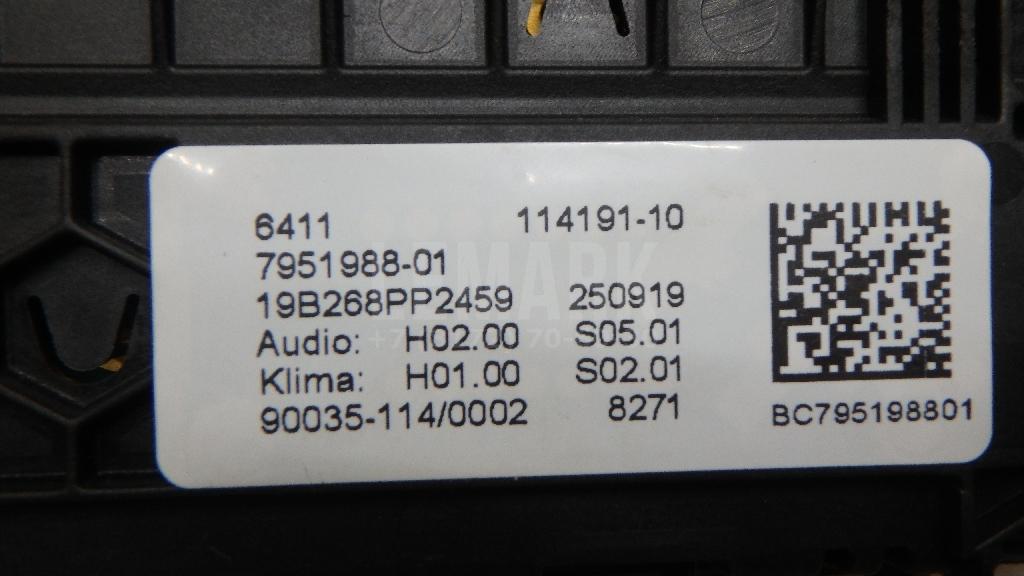 6411 114191-10
7951988-01
19B268PP2459 250919
Audio: H02.00 S05.01
Klima: H01.00 S02.01
90035-114/0002 8271
BC795198801